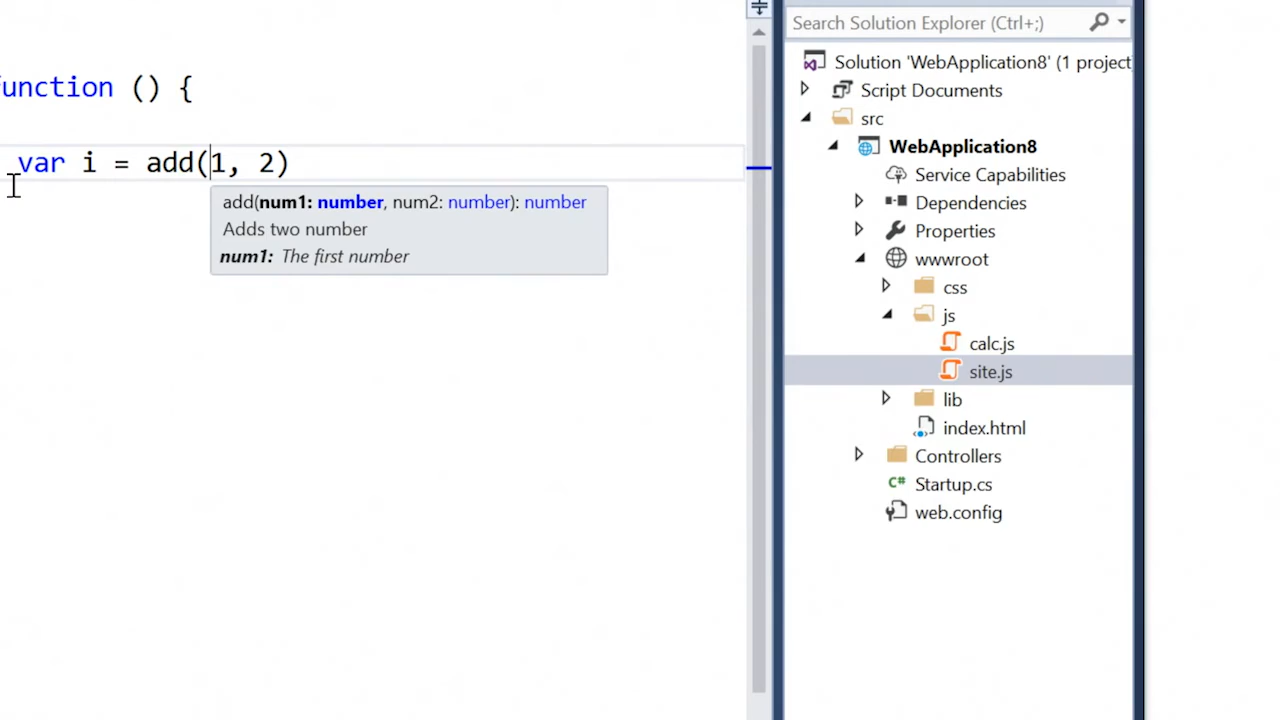 unction () {
var i = add(1, 2)
add(num1: number, num2: number): number
Adds two number
num1: The first number
Search Solution Explorer (Ctrl+;)
Solution 'WebApplication8' (1 project
Script Documents
src
WebApplication8
Service Capabilities
Dependencies
Properties
wwwroot
css
js
calc.js
site.js
lib
index.html
Controllers
C# Startup.cs
web.config